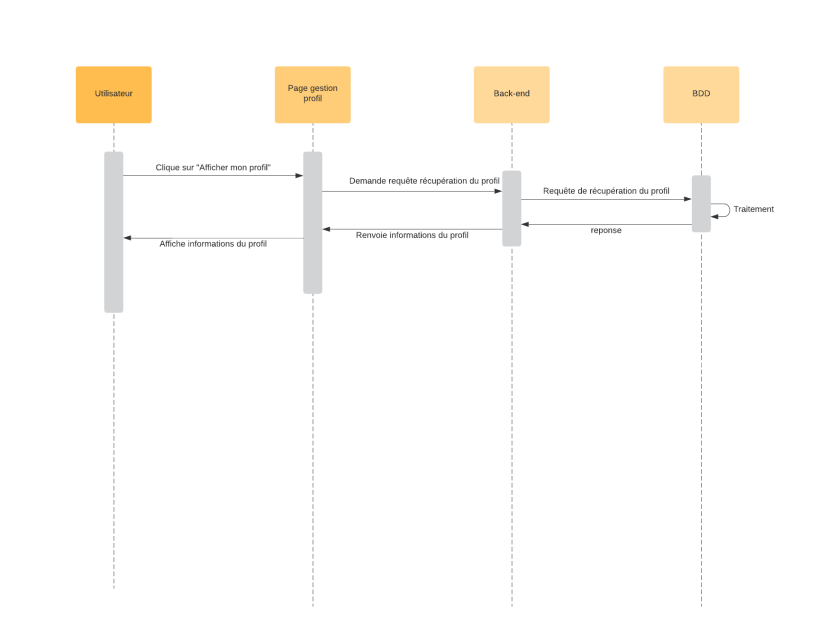 Utilisateur
Page gestion
profil
Back-end
BDD
Clique sur "Afficher mon profil"
Demande requête récupération du profil
Requête de récupération du profil
Traitement
reponse
Renvoie informations du profil
Affiche informations du profil